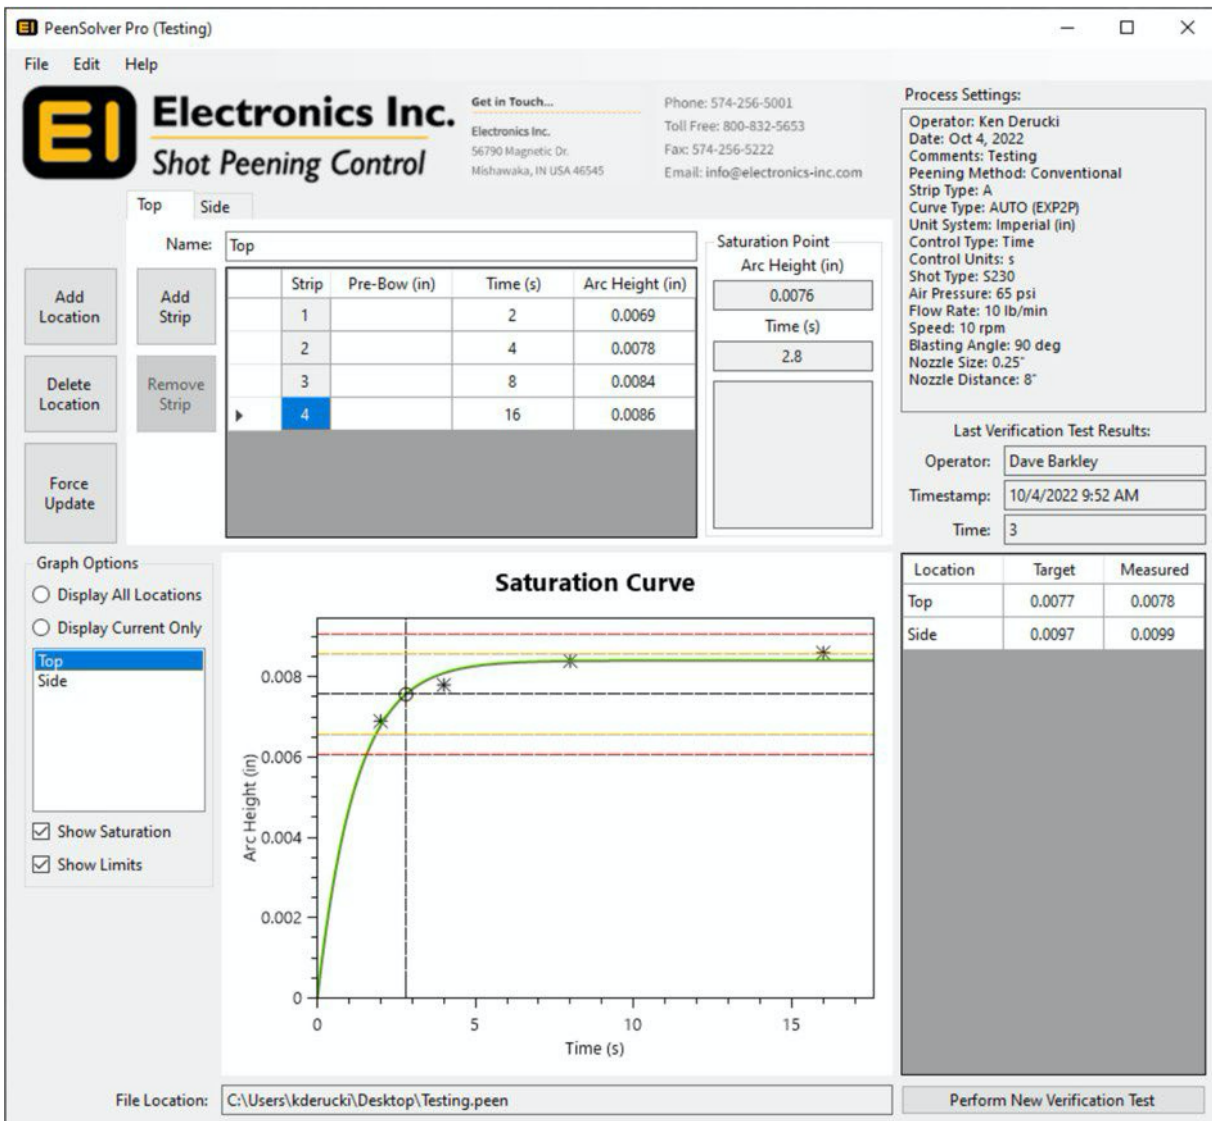 EI PeenSolver Pro (Testing)
File Edit Help
EI
Electronics Inc.
Shot Peening Control
Get in Touch...
Electronics Inc.
56790 Magnetic Dr.
Mishawaka, IN USA 46545
Phone: 574-256-5001
Toll Free: 800-832-5653
Fax: 574-256-5222
Email: info@electronics-inc.com
Process Settings:
Operator: Ken Derucki
Date: Oct 4, 2022
Comments: Testing
Peening Method: Conventional
Strip Type: A
Curve Type: AUTO (EXP2P)
Unit System: Imperial (in)
Control Type: Time
Control Units: s
Shot Type: S230
Air Pressure: 65 psi
Flow Rate: 10 lb/min
Speed: 10 rpm
Blasting Angle: 90 deg
Nozzle Size: 0.25"
Nozzle Distance: 8"
Top Side
Name: Top
Add
Location
Delete
Location
Force
Update
Add
Strip
Remove
Strip
Strip Pre-Bow (in) Time (s) Arc Height (in)
1 2 0.0069
2 4 0.0078
3 8 0.0084
4 16 0.0086
Saturation Point
Arc Height (in)
0.0076
Time (s)
2.8
Last Verification Test Results:
Operator: Dave Barkley
Timestamp: 10/4/2022 9:52 AM
Time: 3
Location Target Measured
Top 0.0077 0.0078
Side 0.0097 0.0099
Graph Options
Display All Locations
Display Current Only
Top
Side
Show Saturation
Show Limits
Saturation Curve
Arc Height (in)
0.008
0.006
0.004
0.002
0
0 5 10 15
Time (s)
File Location: C:\Users\kderucki\Desktop\Testing.peen
Perform New Verification Test